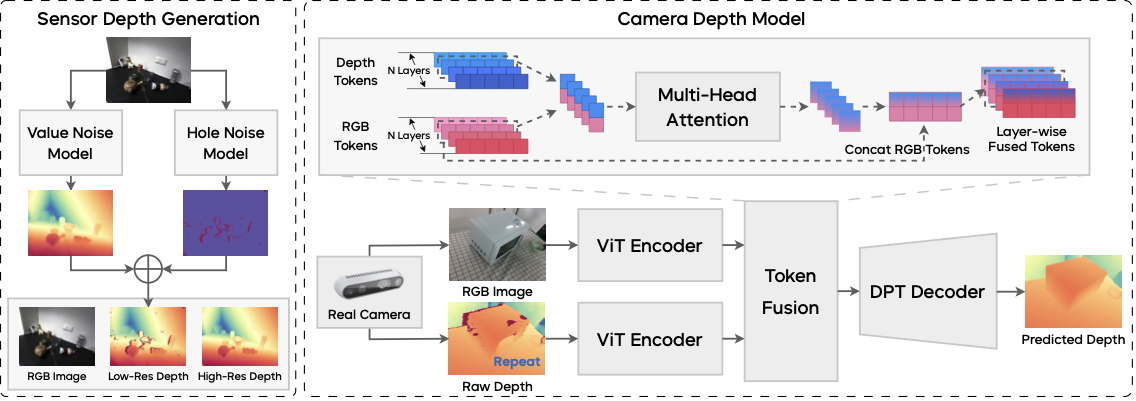 Sensor Depth Generation
Value Noise
Model
Hole Noise
Model
RGB Image
Low-Res Depth
High-Res Depth
Camera Depth Model
Depth
Tokens
N Layers
RGB
Tokens
N Layers
Multi-Head
Attention
Concat RGB Tokens
Layer-wise
Fused Tokens
Real Camera
RGB Image
Repeat
Raw Depth
ViT Encoder
ViT Encoder
Token
Fusion
DPT Decoder
Predicted Depth